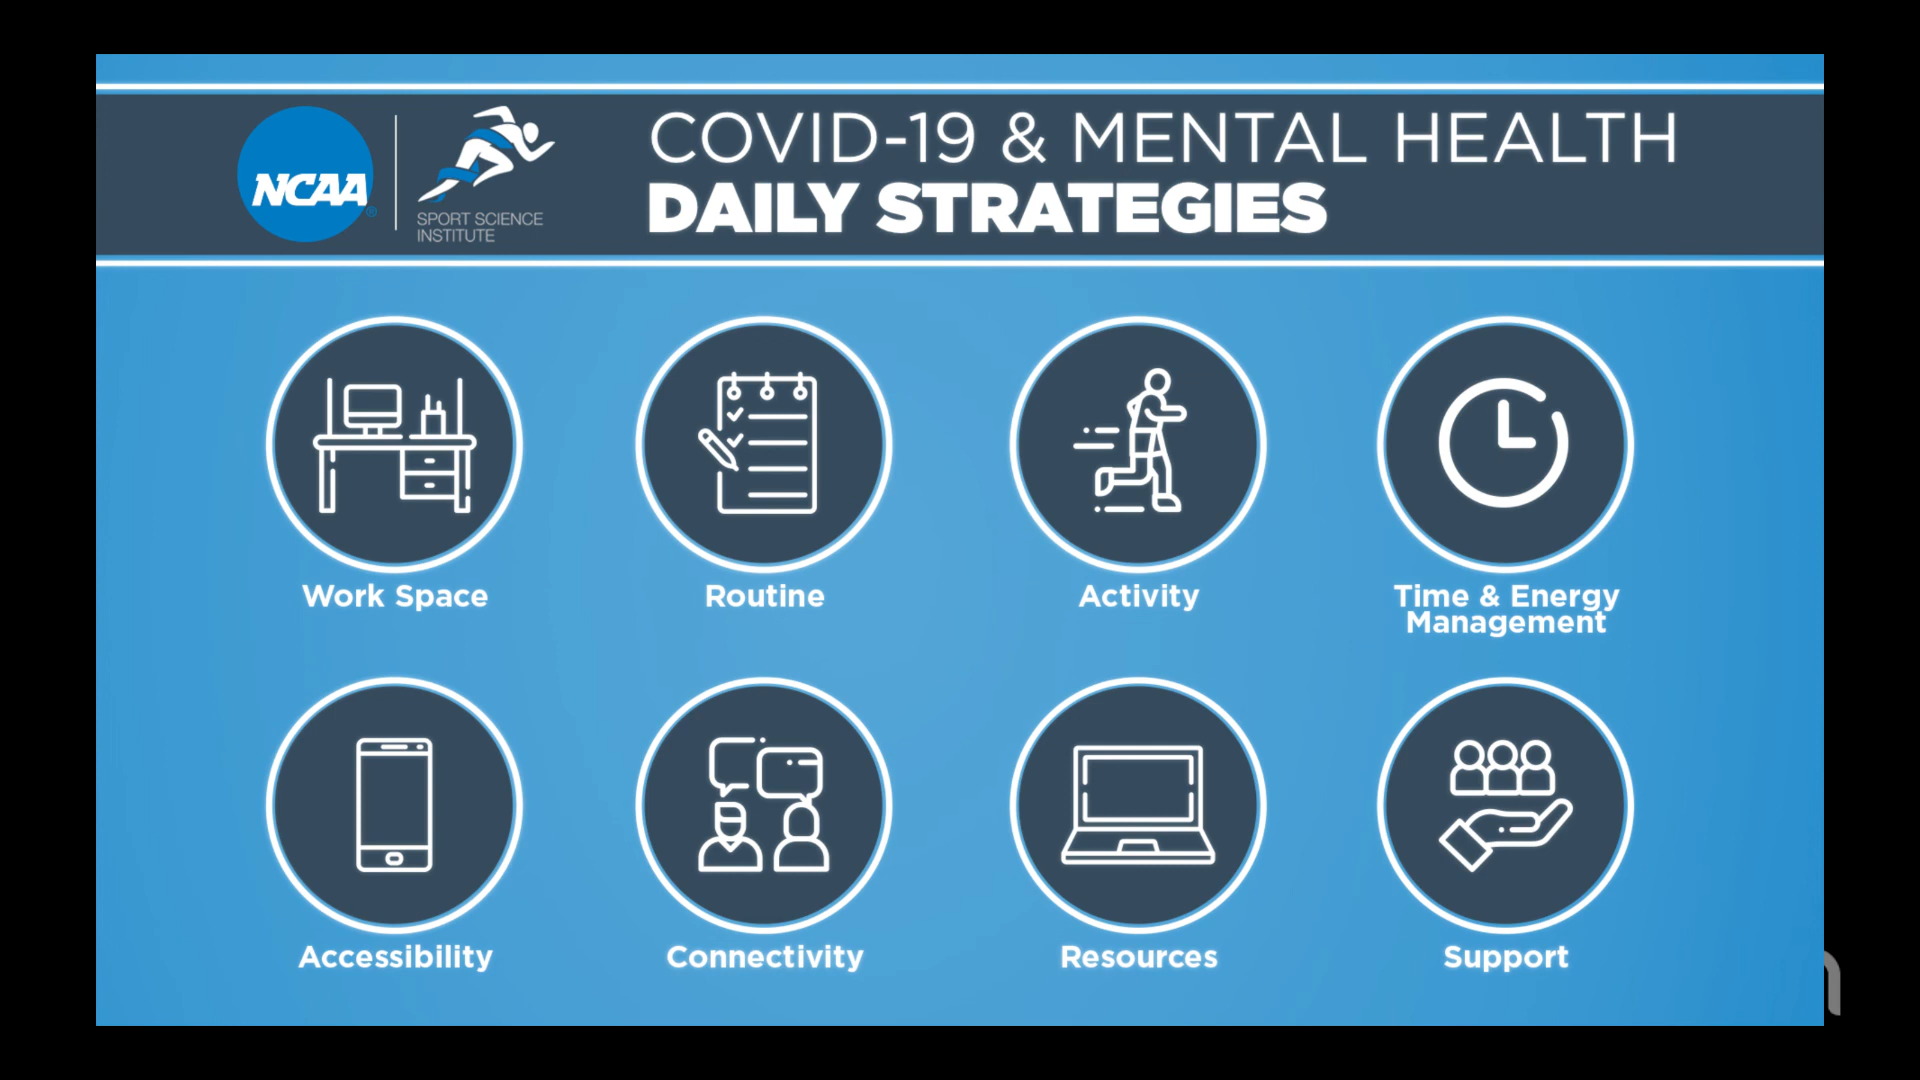 NCAA®
SPORT SCIENCE
INSTITUTE
COVID-19 & MENTAL HEALTH
DAILY STRATEGIES
Work Space
Routine
Activity
Time & Energy
Management
Accessibility
Connectivity
Resources
Support